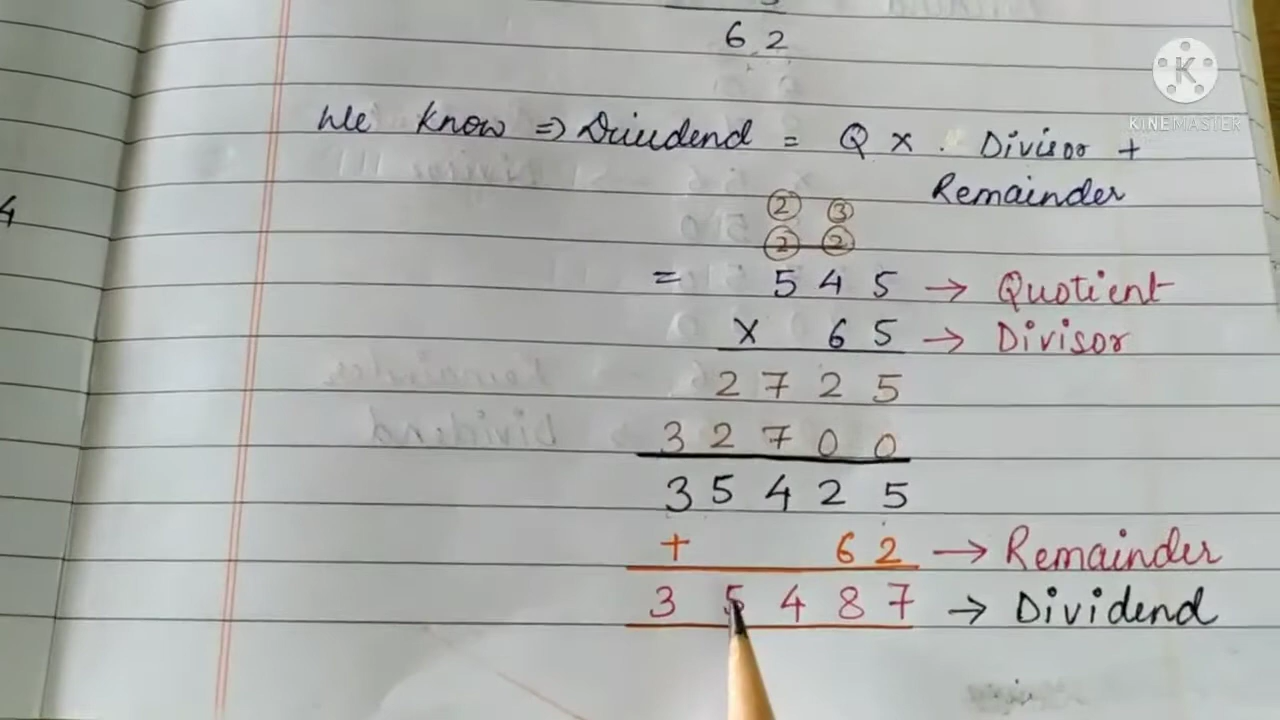 62
We know => Dividend = Q x . Divisor +
Remainder
② ③
② ②
4
= 545 → Quotient
x 65 → Divisor
2725
32700
35425
+ 62 → Remainder
35487 → Dividend
K
KINEMASTER